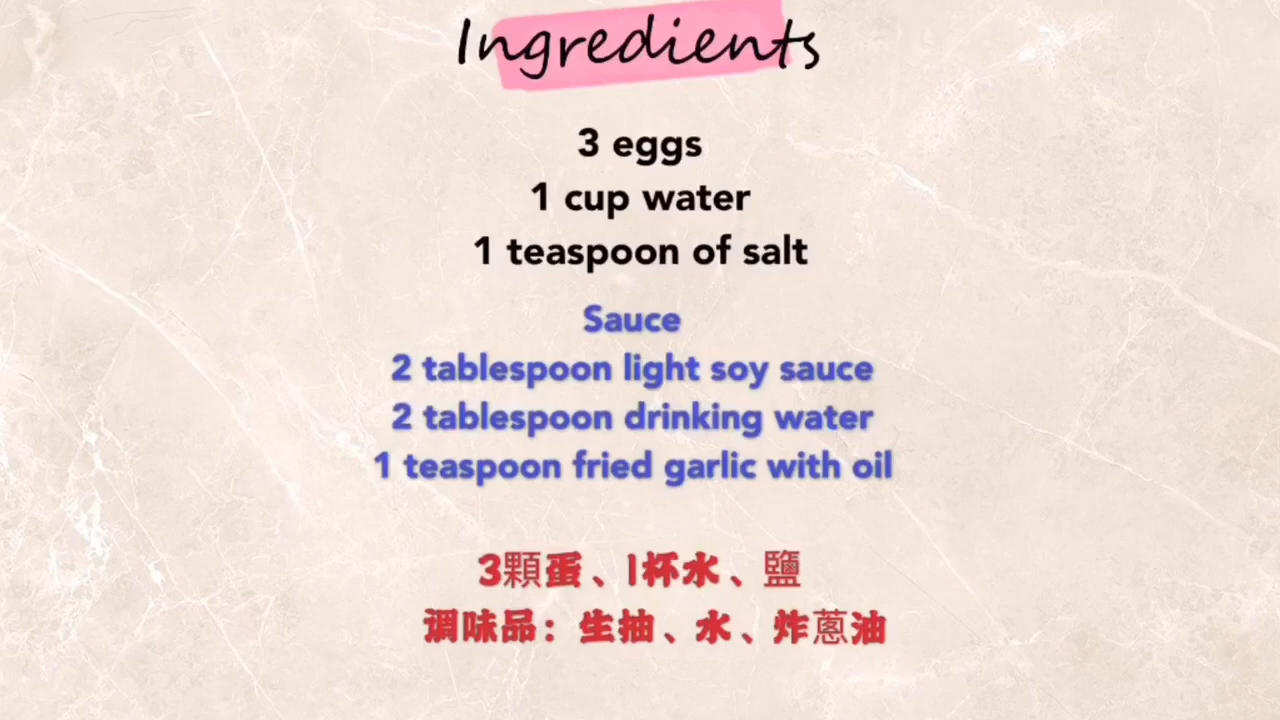 Ingredients
3 eggs
1 cup water
1 teaspoon of salt
Sauce
2 tablespoon light soy sauce
2 tablespoon drinking water
1 teaspoon fried garlic with oil
3顆蛋、1杯水、鹽
调味品：生抽、水、炸蔥油